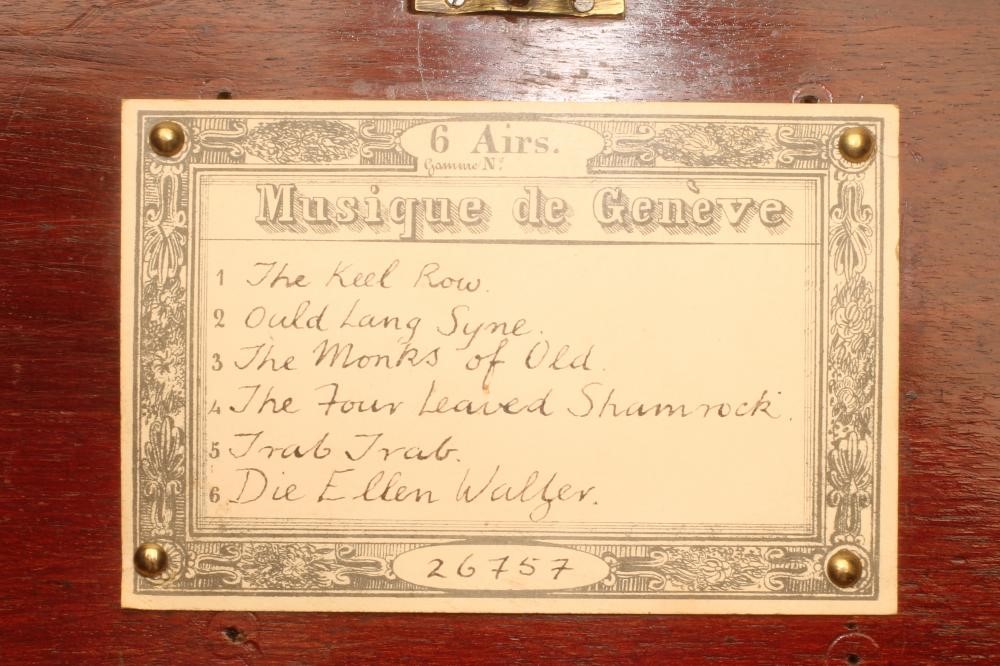 6 Airs.
Gamme Nº
Musique de Genève
1 The Keel Row.
2 Ould Lang Syne.
3 The Monks of Old.
4 The Four Leaved Shamrock.
5 Trab Trab.
6 Die Ellen Walzer.
26757